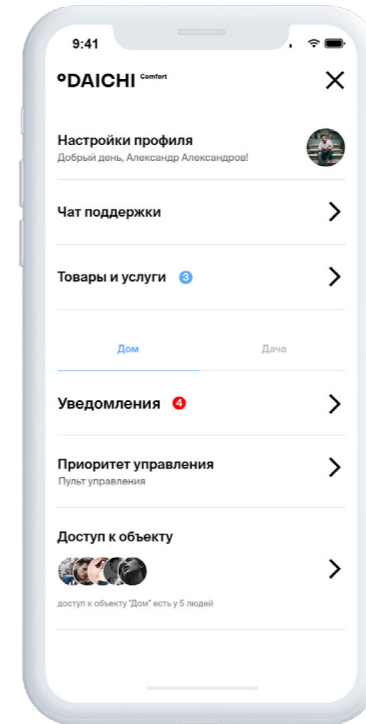 9:41
°DAICHI Comfort
Настройки профиля
Добрый день, Александр Александров!
Чат поддержки
Товары и услуги 3
Дом Дача
Уведомления 4
Приоритет управления
Пульт управления
Доступ к объекту
доступ к объекту "Дом" есть у 5 людей